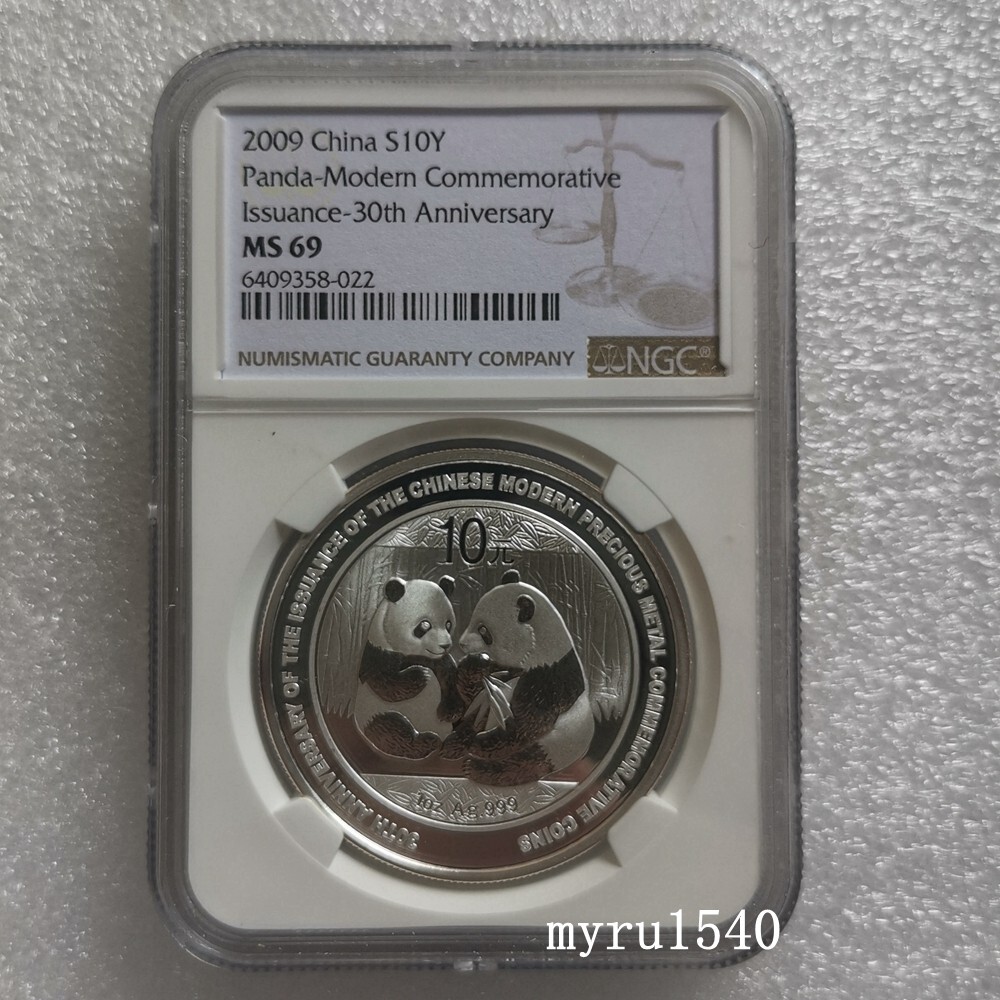 2009 China S10Y
Panda-Modern Commemorative
Issuance-30th Anniversary
MS 69
6409358-022
NUMISMATIC GUARANTY COMPANY
NGC®
30TH ANNIVERSARY OF THE ISSUANCE OF THE CHINESE MODERN PRECIOUS METAL COMMEMORATIVE COINS
10元
1oz Ag.999
myru1540